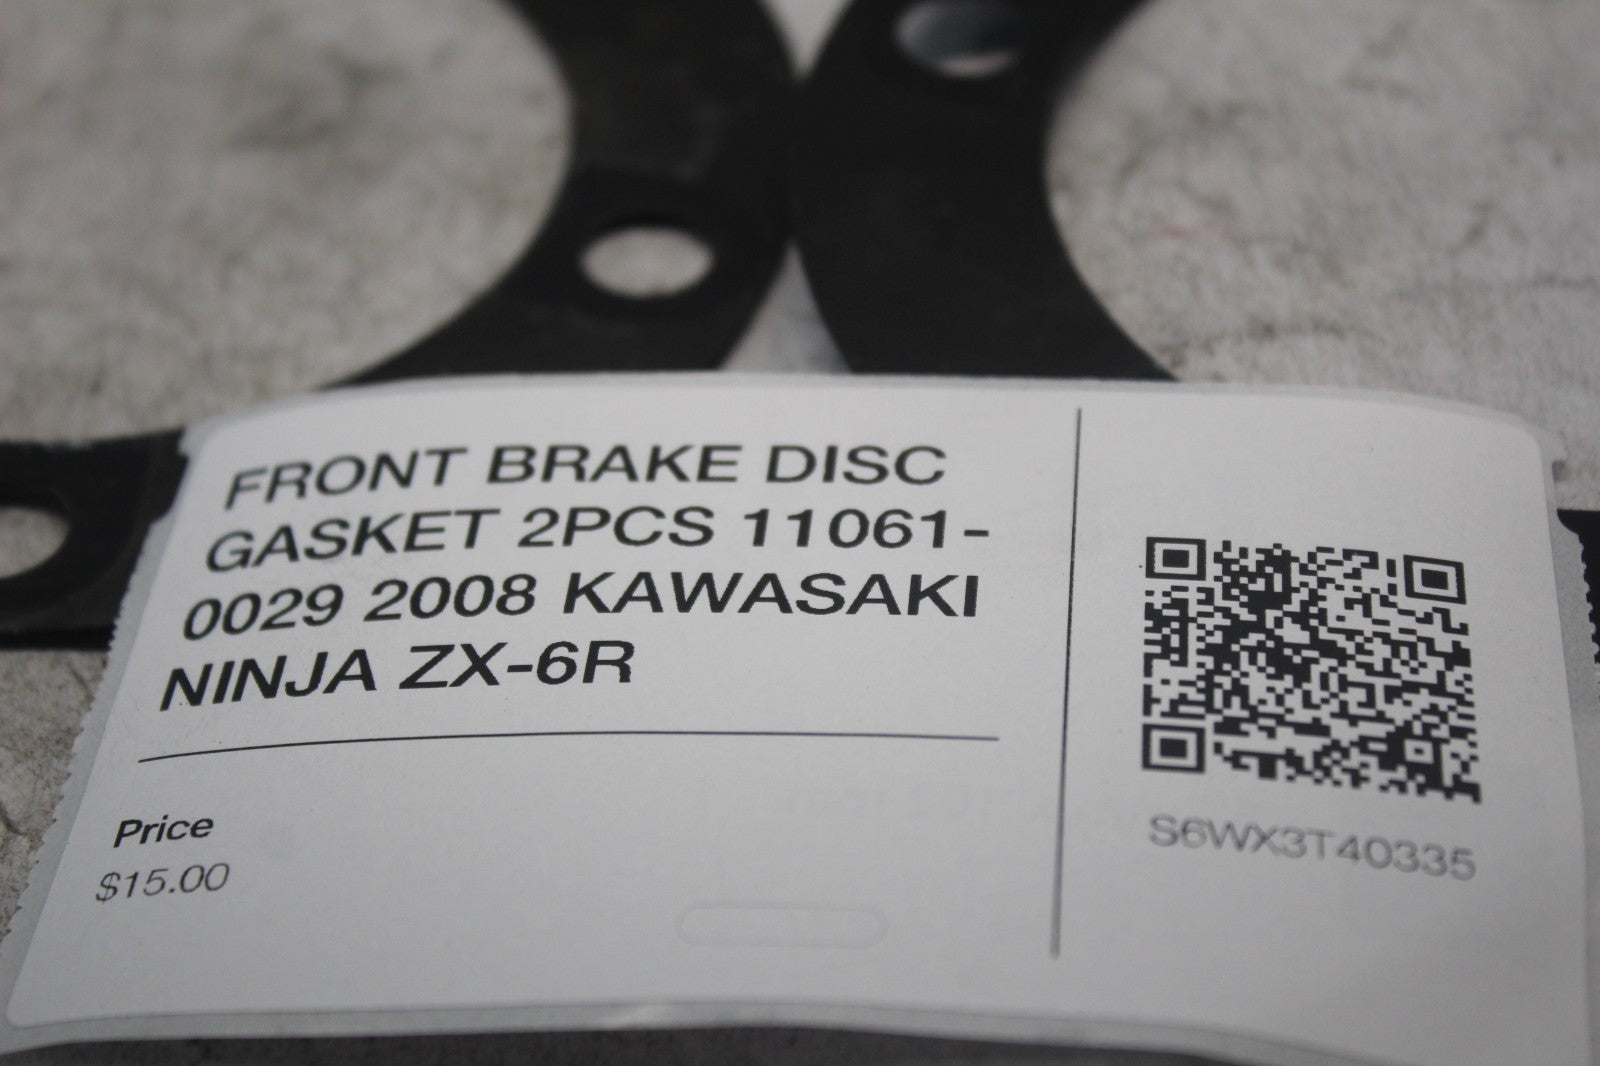 FRONT BRAKE DISC
GASKET 2PCS 11061-
0029 2008 KAWASAKI
NINJA ZX-6R
Price
$15.00
S6WX3T40335